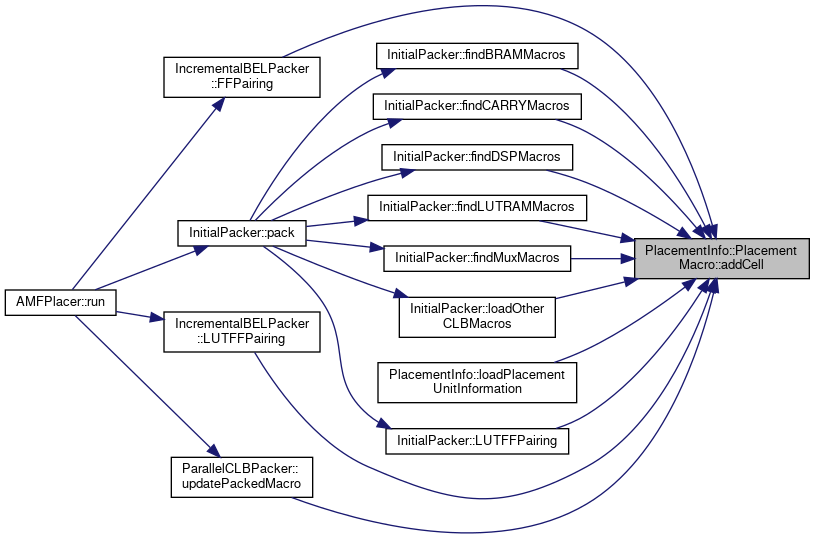 IncrementalBELPacker
::FFPairing
InitialPacker::findBRAMMacros
InitialPacker::findCARRYMacros
InitialPacker::findDSPMacros
InitialPacker::findLUTRAMMacros
InitialPacker::pack
InitialPacker::findMuxMacros
PlacementInfo::Placement
Macro::addCell
AMFPlacer::run
InitialPacker::loadOther
CLBMacros
IncrementalBELPacker
::LUTFFPairing
PlacementInfo::loadPlacement
UnitInformation
InitialPacker::LUTFFPairing
ParallelCLBPacker::
updatePackedMacro